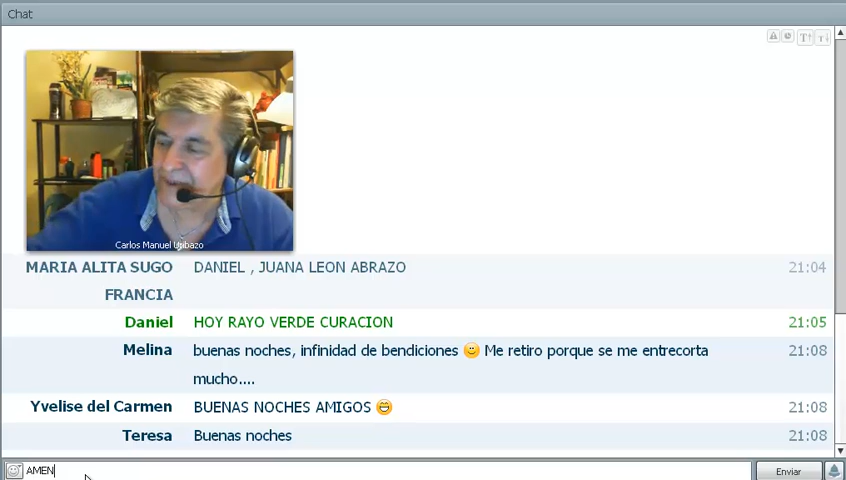 Chat
Carlos Manuel Uribazo
MARIA ALITA SUGO DANIEL , JUANA LEON ABRAZO 21:04
FRANCIA
Daniel HOY RAYO VERDE CURACION 21:05
Melina buenas noches, infinidad de bendiciones 😊 Me retiro porque se me entrecorta 21:08
mucho....
Yvelise del Carmen BUENAS NOCHES AMIGOS 😁 21:08
Teresa Buenas noches 21:08
AMEN Enviar